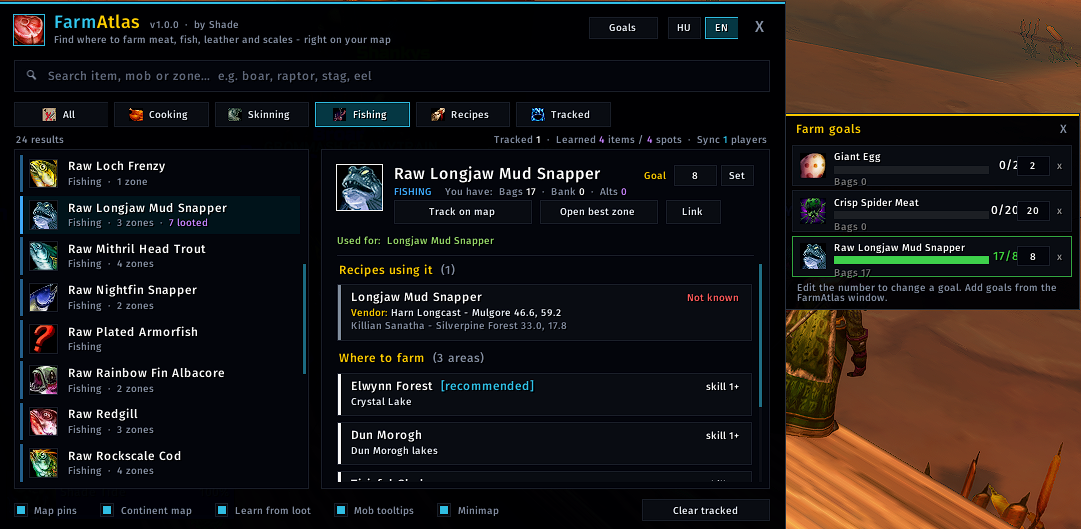 FarmAtlas v1.0.0 · by Shade
Find where to farm meat, fish, leather and scales - right on your map
Goals HU EN X
Search item, mob or zone... e.g. boar, raptor, stag, eel
All Cooking Skinning Fishing Recipes Tracked
24 results
Tracked 1 · Learned 4 items / 4 spots · Sync 1 players
Raw Loch Frenzy
Fishing · 1 zone
Raw Longjaw Mud Snapper
Fishing · 3 zones · 7 looted
Raw Mithril Head Trout
Fishing · 4 zones
Raw Nightfin Snapper
Fishing · 2 zones
Raw Plated Armorfish
Fishing
Raw Rainbow Fin Albacore
Fishing · 2 zones
Raw Redgill
Fishing · 3 zones
Raw Rockscale Cod
Fishing · 4 zones
Raw Longjaw Mud Snapper
Goal 8 Set
FISHING You have: Bags 17 · Bank 0 · Alts 0
Track on map Open best zone Link
Used for: Longjaw Mud Snapper
Recipes using it (1)
Longjaw Mud Snapper Not known
Vendor: Harn Longcast - Mulgore 46.6, 59.2
Killian Sanatha - Silverpine Forest 33.0, 17.8
Where to farm (3 areas)
Elwynn Forest [recommended] skill 1+
Crystal Lake
Dun Morogh skill 1+
Dun Morogh lakes
Map pins Continent map Learn from loot Mob tooltips Minimap
Clear tracked
Farm goals X
Giant Egg
0/2 2 x
Bags 0
Crisp Spider Meat
0/20 20 x
Bags 0
Raw Longjaw Mud Snapper
17/8 8 x
Bags 17
Edit the number to change a goal. Add goals from the
FarmAtlas window.